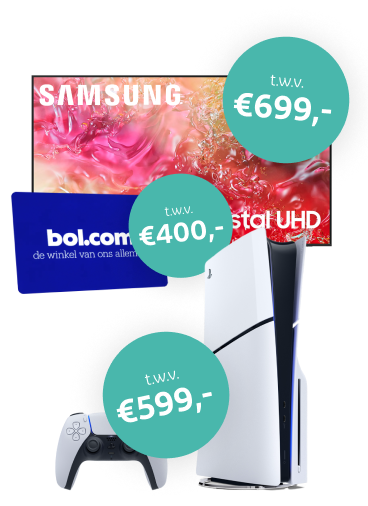 SAMSUNG
t.w.v.
€699,-
stal UHD
t.w.v.
€400,-
bol.com
de winkel van ons allem
t.w.v.
€599,-